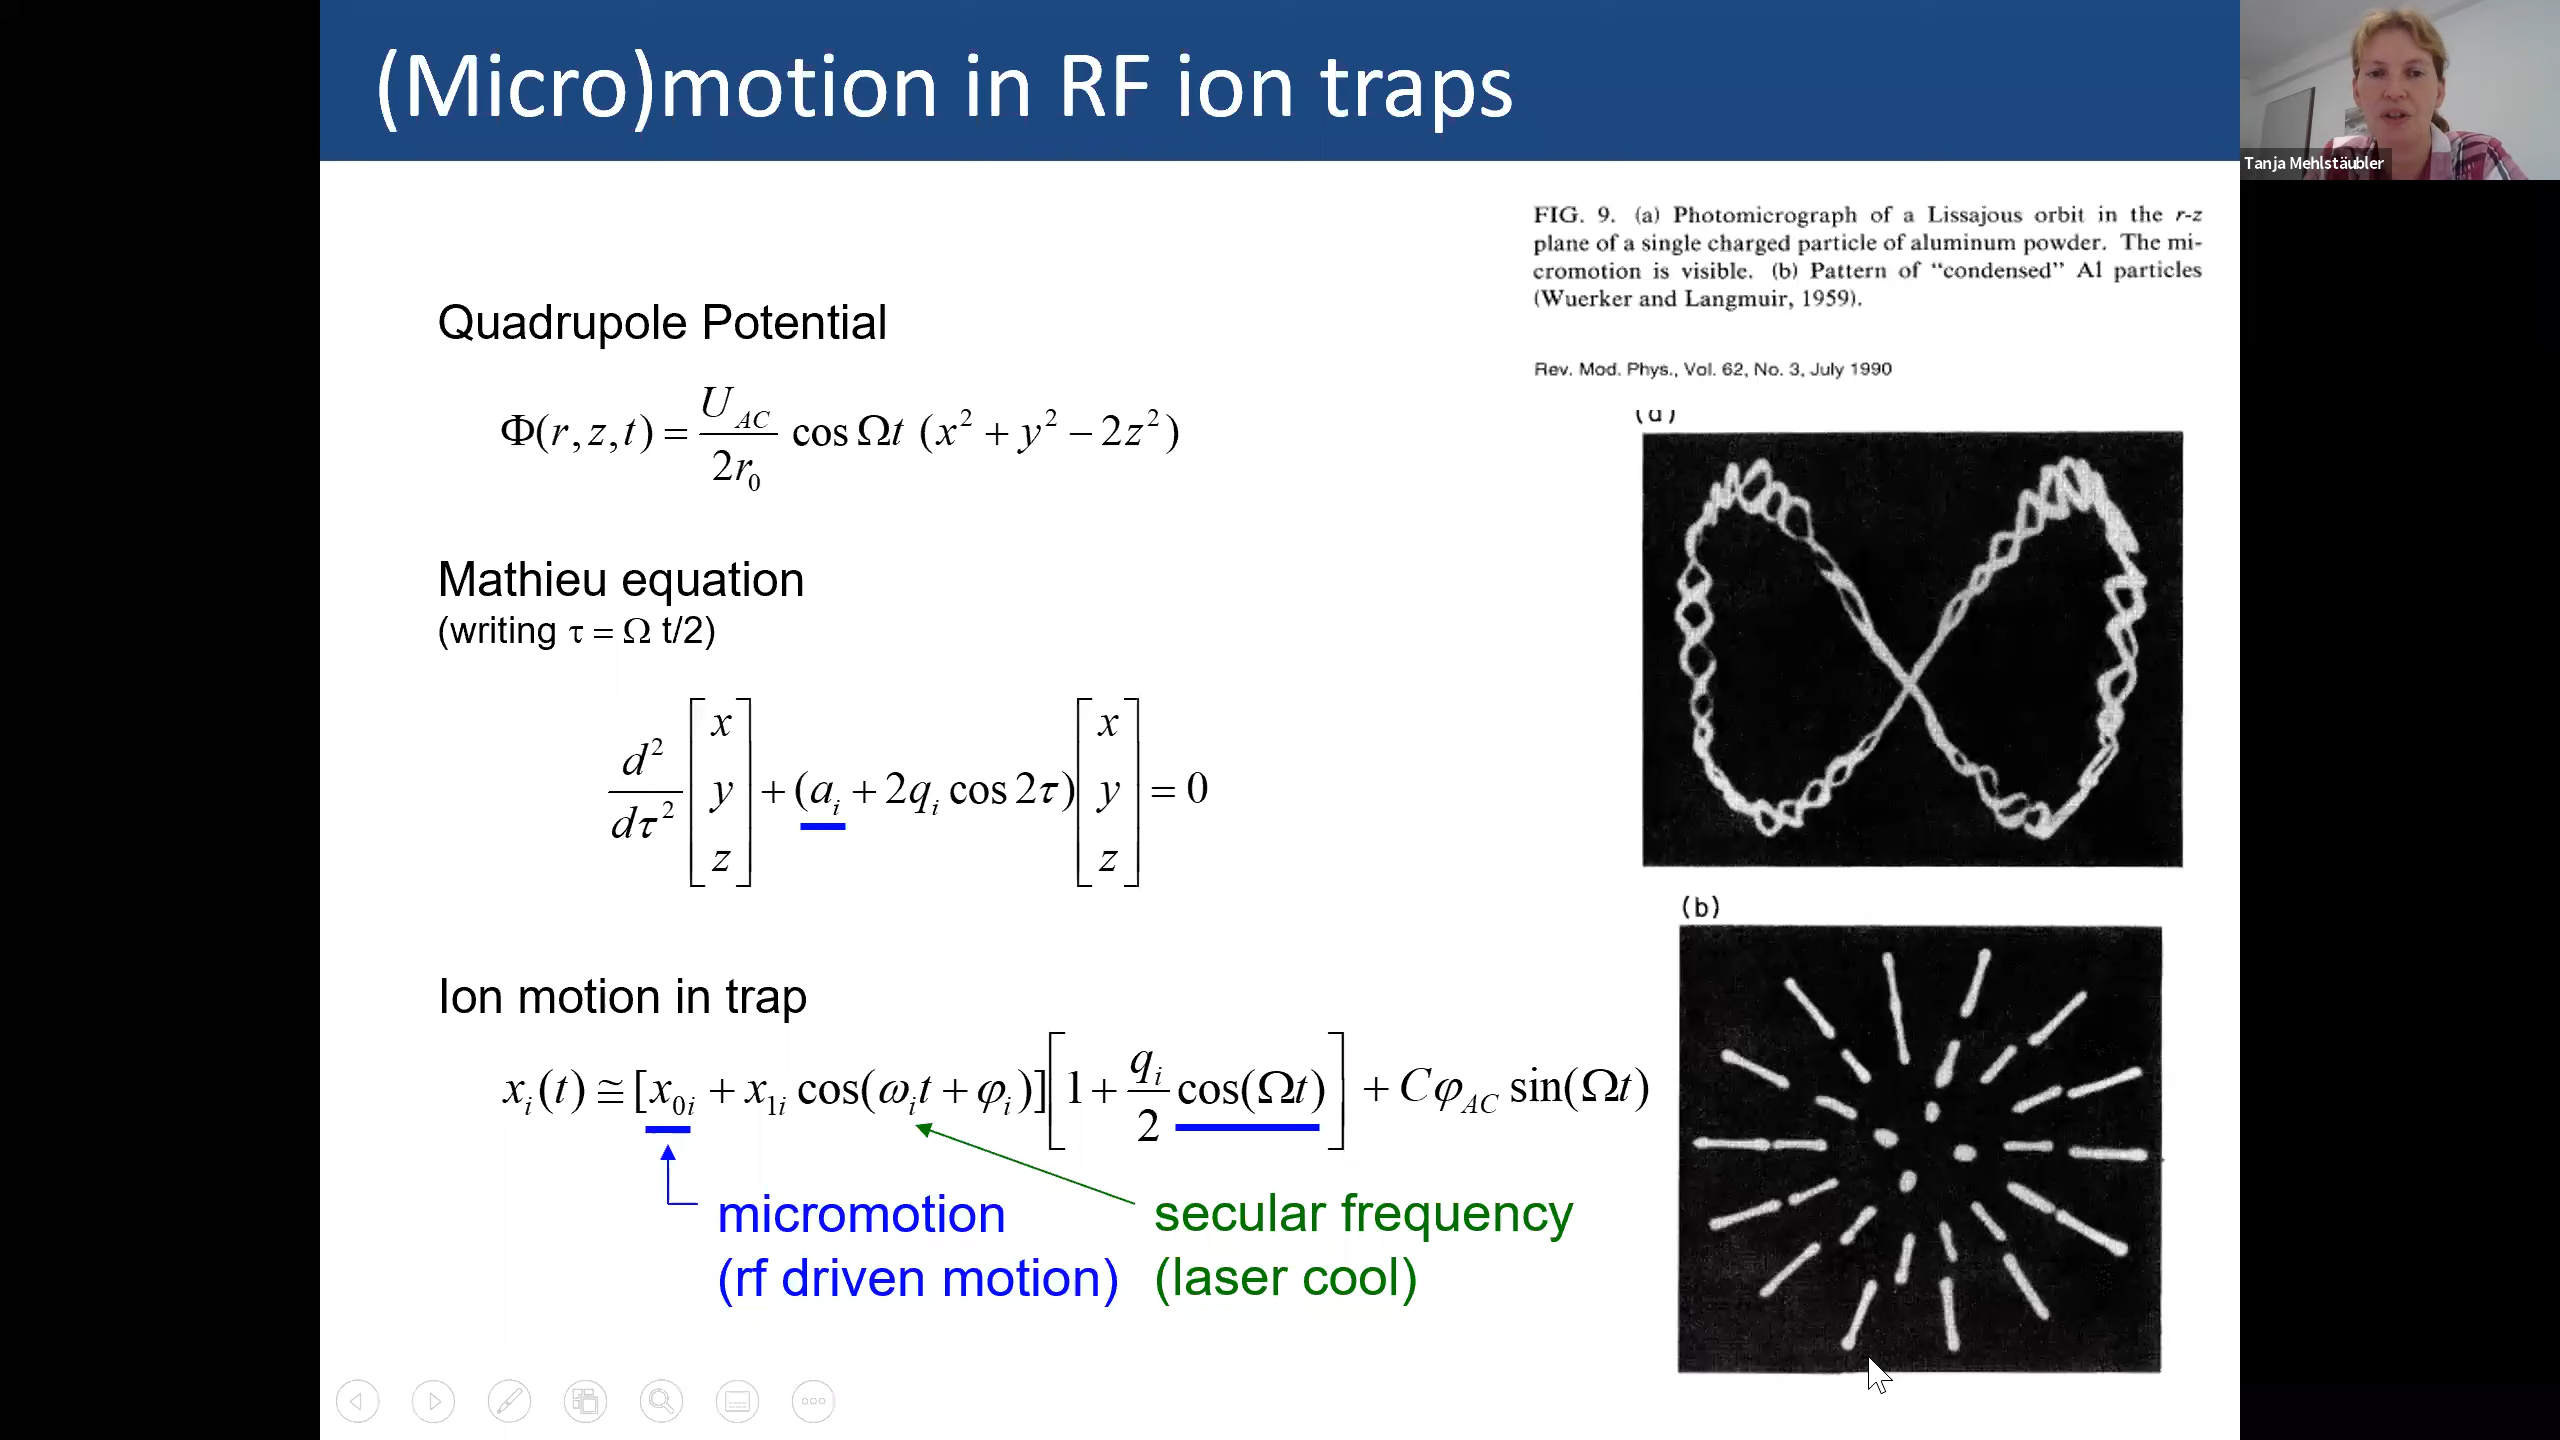 (Micro)motion in RF ion traps
Tanja Mehlstäubler
FIG. 9. (a) Photomicrograph of a Lissajous orbit in the r-z
plane of a single charged particle of aluminum powder. The mi-
cromotion is visible. (b) Pattern of “condensed” Al particles
(Wuerker and Langmuir, 1959).
Rev. Mod. Phys., Vol. 62, No. 3, July 1990
Quadrupole Potential
Φ(r,z,t) = U_AC / 2r_0 cos Ωt (x² + y² − 2z²)
(a)
Mathieu equation
(writing τ = Ω t/2)
d²/dτ² [x y z] + (a_i + 2q_i cos 2τ) [x y z] = 0
(b)
Ion motion in trap
x_i(t) ≅ [x_0i + x_1i cos(ω_i t + φ_i)] [1 + q_i/2 cos(Ωt)] + Cφ_AC sin(Ωt)
micromotion
(rf driven motion)
secular frequency
(laser cool)